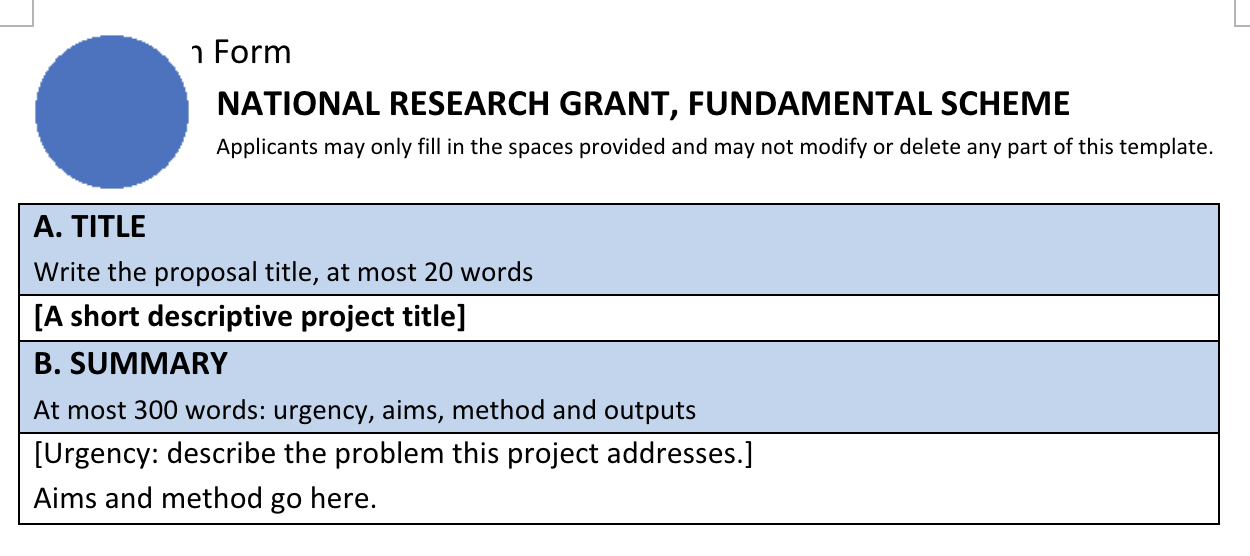 Form
NATIONAL RESEARCH GRANT, FUNDAMENTAL SCHEME
Applicants may only fill in the spaces provided and may not modify or delete any part of this template.
A. TITLE
Write the proposal title, at most 20 words
[A short descriptive project title]
B. SUMMARY
At most 300 words: urgency, aims, method and outputs
[Urgency: describe the problem this project addresses.]
Aims and method go here.